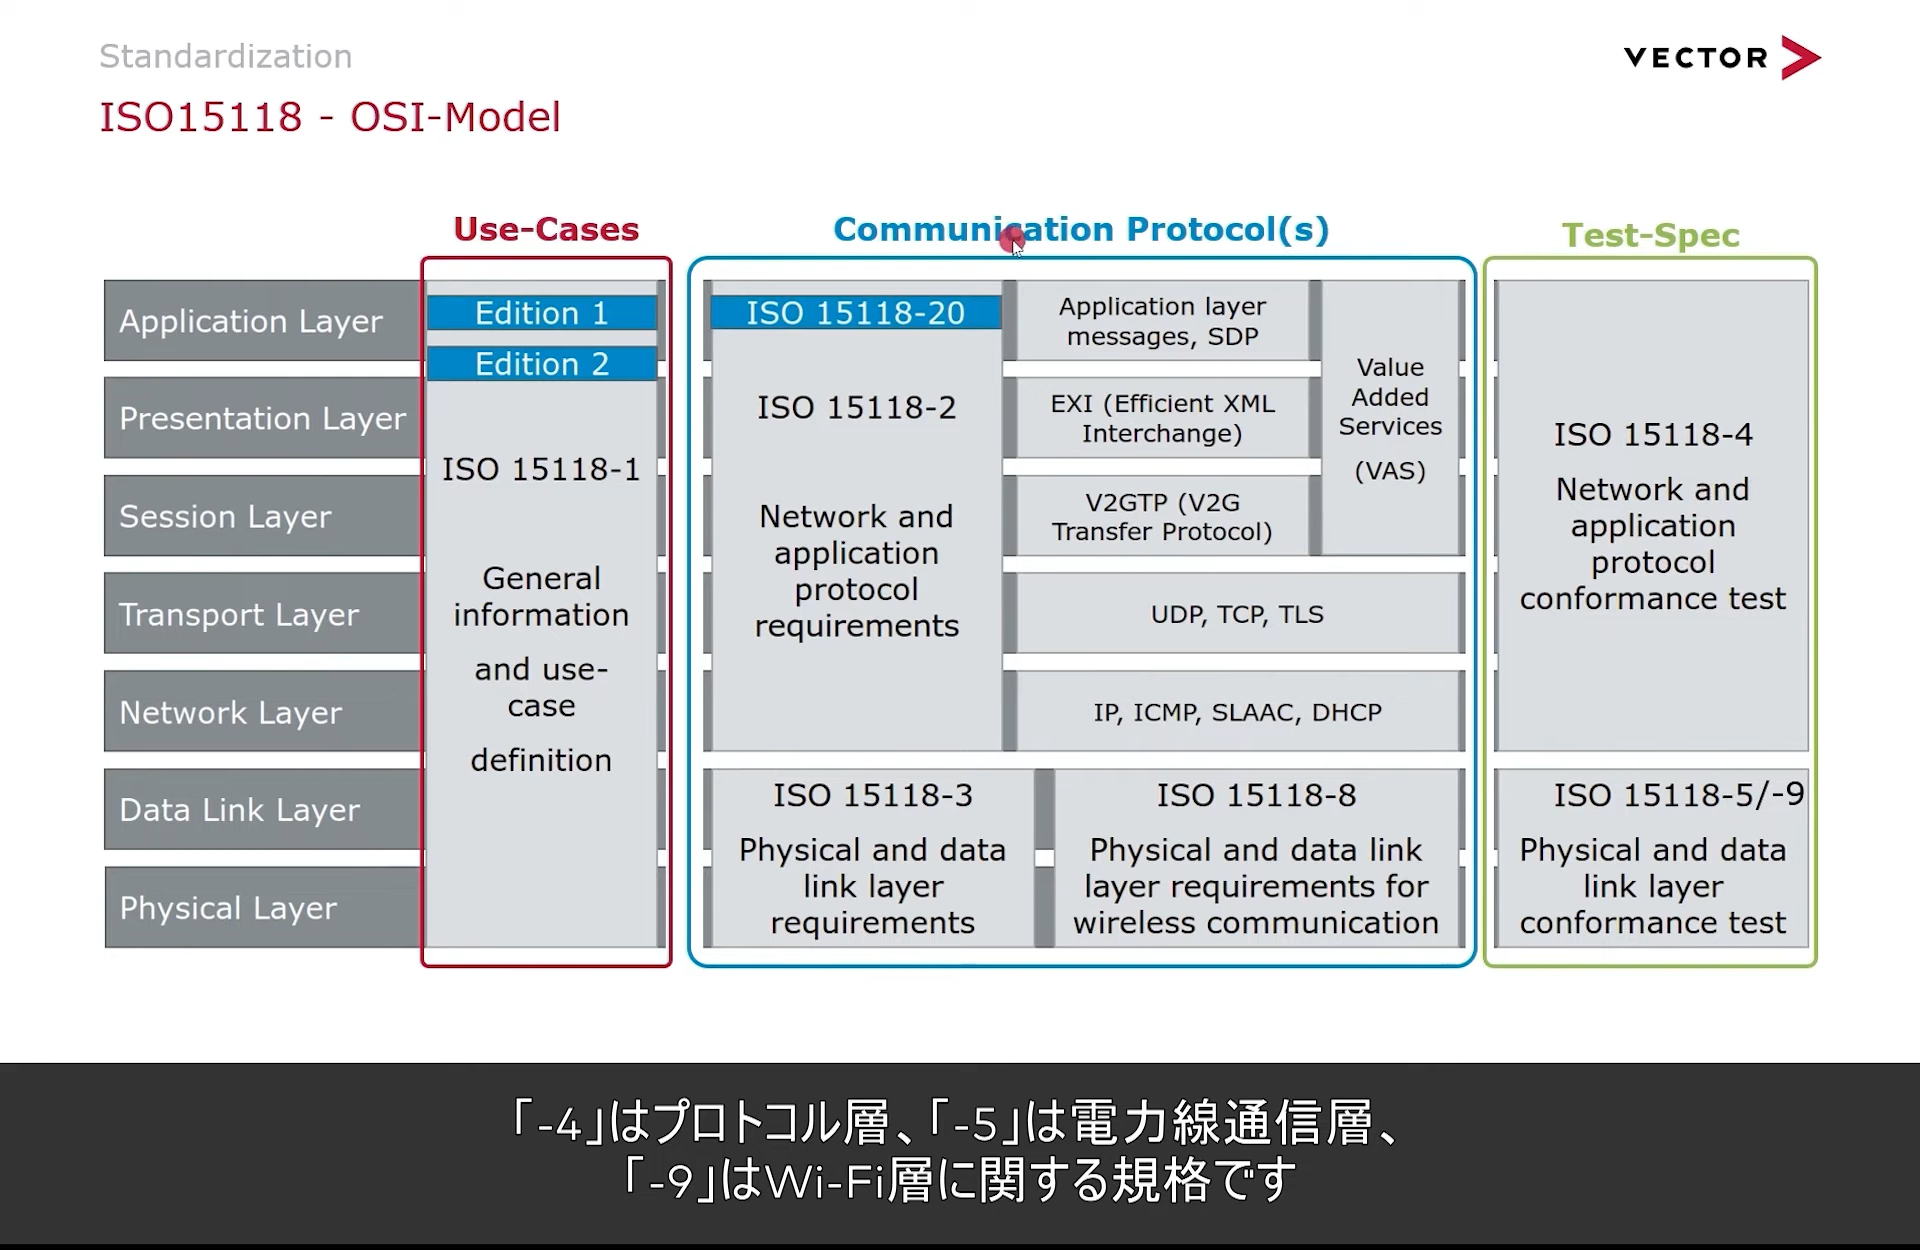 Standardization
VECTOR
ISO15118 - OSI-Model
Use-Cases
Communication Protocol(s)
Test-Spec
Application Layer
Presentation Layer
Session Layer
Transport Layer
Network Layer
Data Link Layer
Physical Layer
Edition 1
Edition 2
ISO 15118-1
General
information
and use-
case
definition
ISO 15118-20
ISO 15118-2
Network and
application
protocol
requirements
Application layer
messages, SDP
EXI (Efficient XML
Interchange)
V2GTP (V2G
Transfer Protocol)
Value
Added
Services
(VAS)
UDP, TCP, TLS
IP, ICMP, SLAAC, DHCP
ISO 15118-3
Physical and data
link layer
requirements
ISO 15118-8
Physical and data link
layer requirements for
wireless communication
ISO 15118-4
Network and
application
protocol
conformance test
ISO 15118-5/-9
Physical and data
link layer
conformance test
「-4」はプロトコル層、「-5」は電力線通信層、
「-9」はWi-Fi層に関する規格です